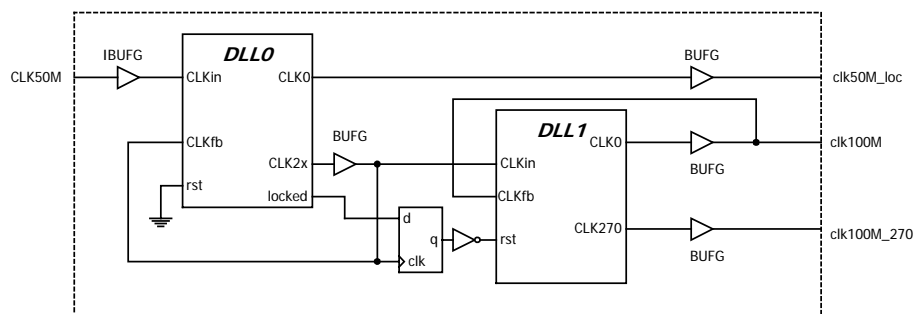 IBUFG
DLL0
BUFG
CLK50M
CLKin
CLK0
clk50M_loc
DLL1
CLKfb
BUFG
CLK0
clk100M
CLK2x
CLKin
BUFG
rst
locked
CLKfb
d
q
rst
CLK270
clk100M_270
clk
BUFG